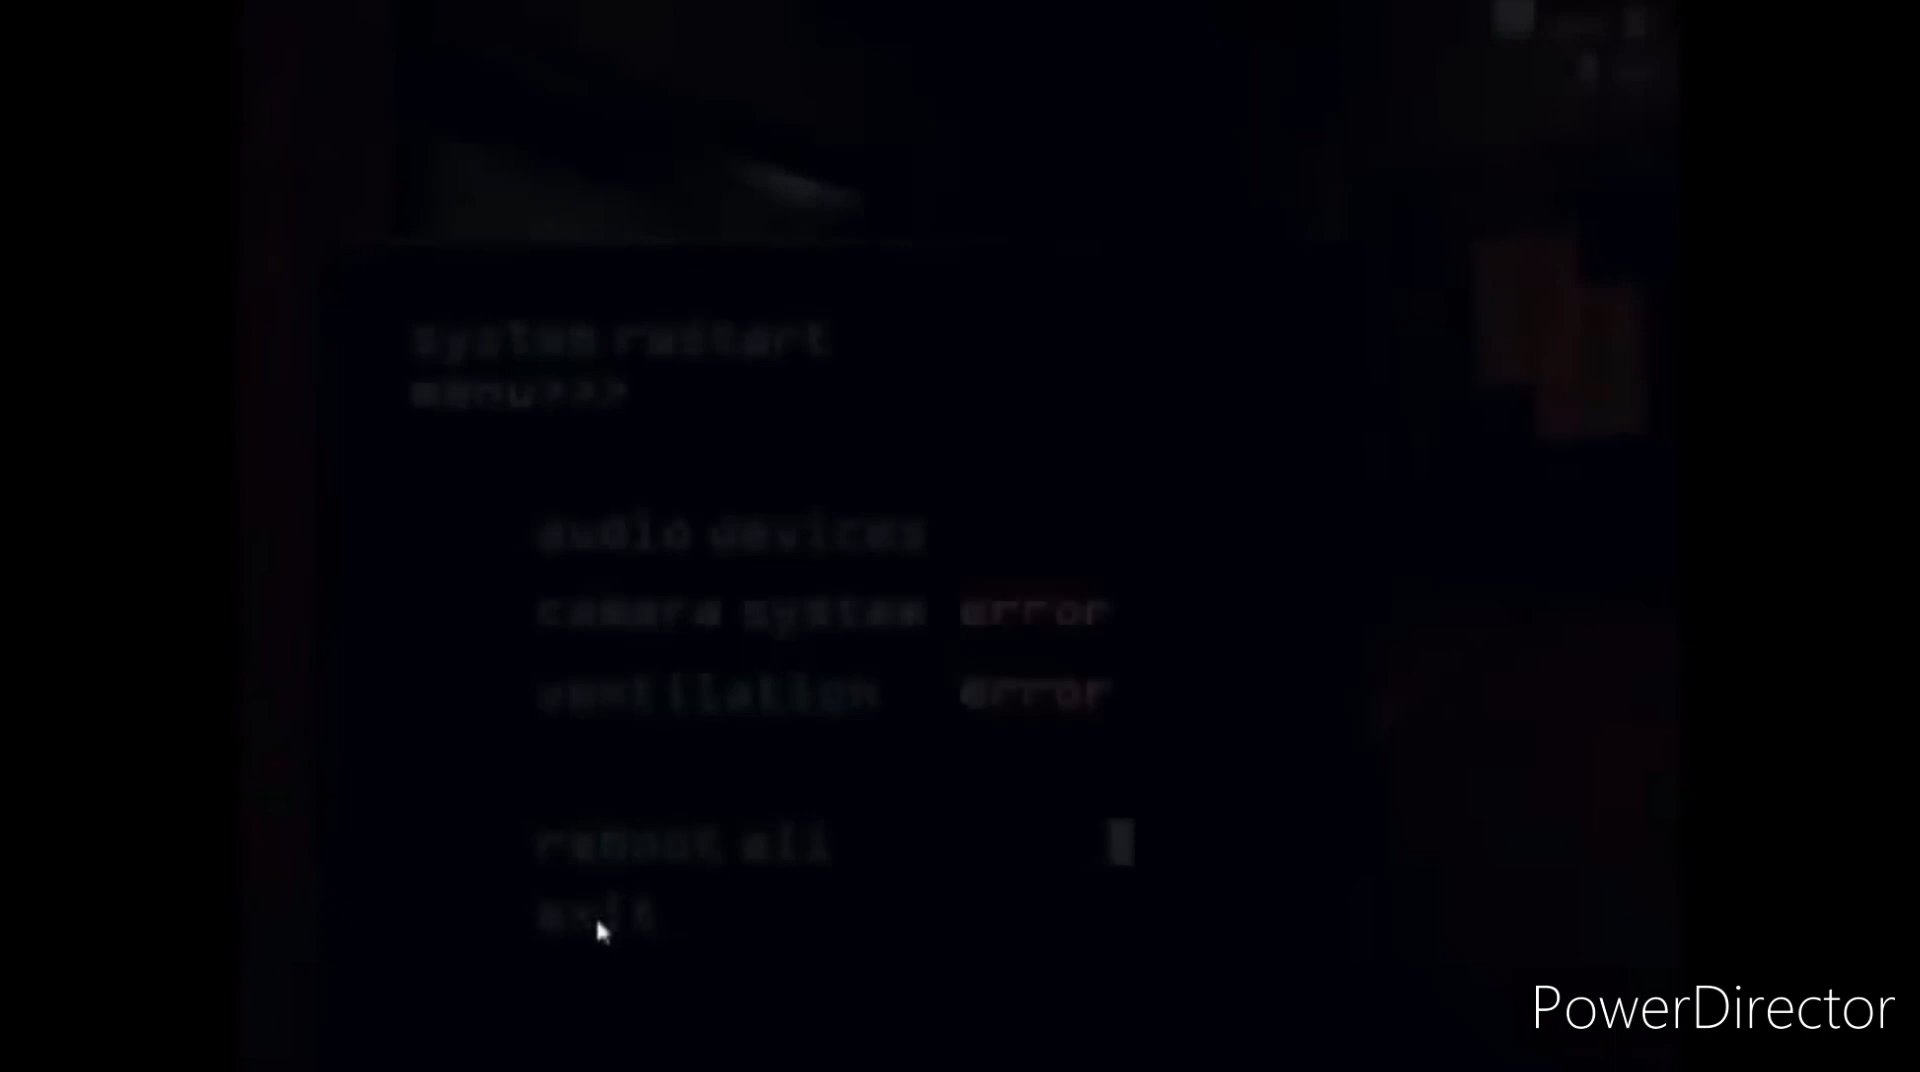 system restart
menu>>>
audio devices
camera system error
ventilation error
reboot all
exit
PowerDirector